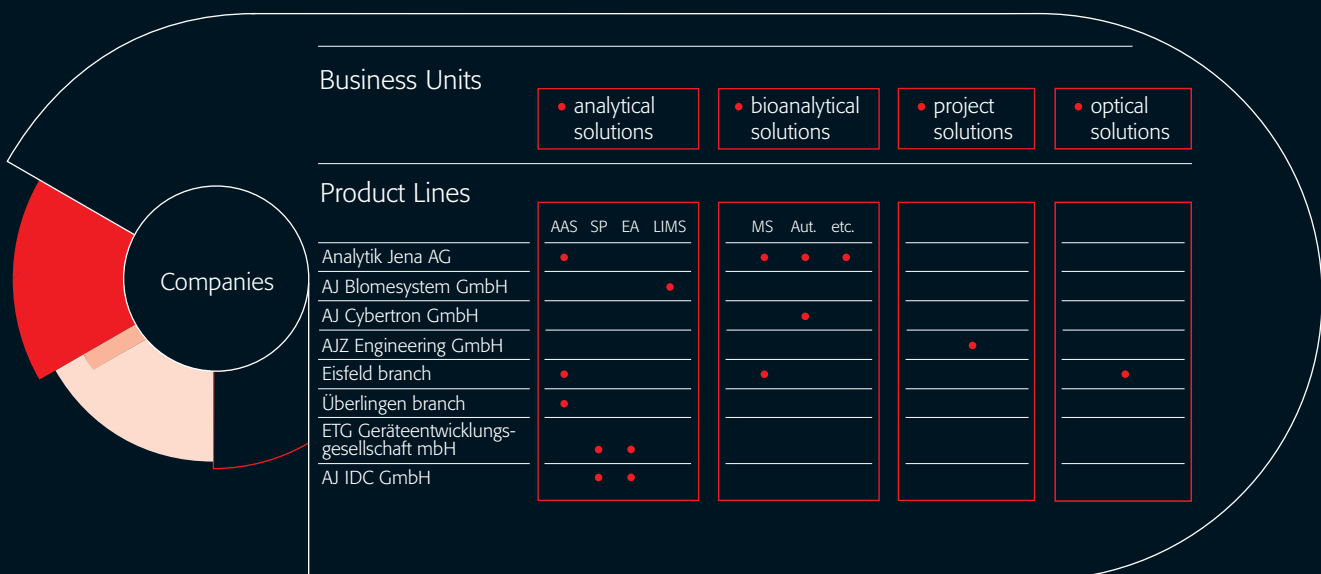 Business Units
• analytical
solutions
• bioanalytical
solutions
• project
solutions
• optical
solutions
Product Lines
AAS SP EA LIMS
MS Aut. etc.
Companies
Analytik Jena AG
AJ Blomesystem GmbH
AJ Cybertron GmbH
AJZ Engineering GmbH
Eisfeld branch
Überlingen branch
ETG Geräteentwicklungs-
gesellschaft mbH
AJ IDC GmbH